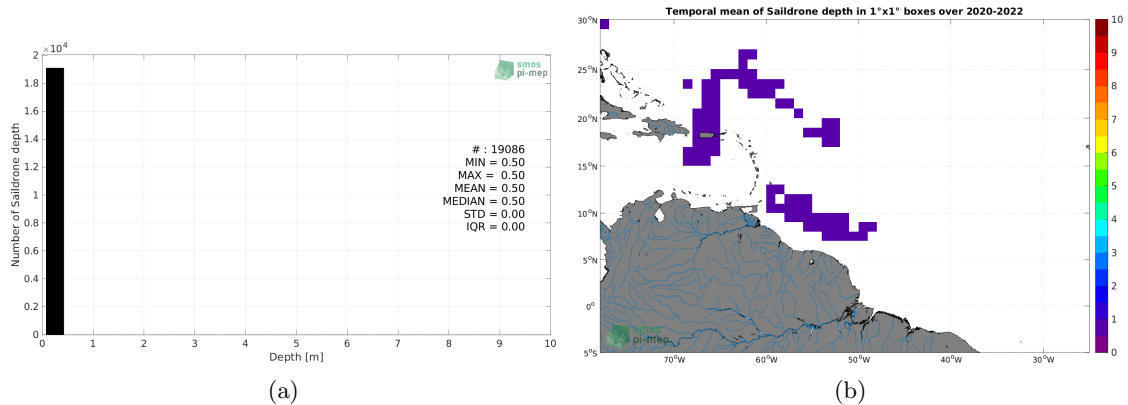 ×10⁴
2
1.8
1.6
1.4
1.2
1
0.8
0.6
0.4
0.2
0
Number of Saildrone depth
smos
pi-mep
# : 19086
MIN = 0.50
MAX = 0.50
MEAN = 0.50
MEDIAN = 0.50
STD = 0.00
IQR = 0.00
0 1 2 3 4 5 6 7 8 9 10
Depth [m]
(a)
Temporal mean of Saildrone depth in 1°x1° boxes over 2020-2022
30°N
25°N
20°N
15°N
10°N
5°N
0°
5°S
70°W 60°W 50°W 40°W 30°W
smos
pi-mep
10
9
8
7
6
5
4
3
2
1
0
(b)